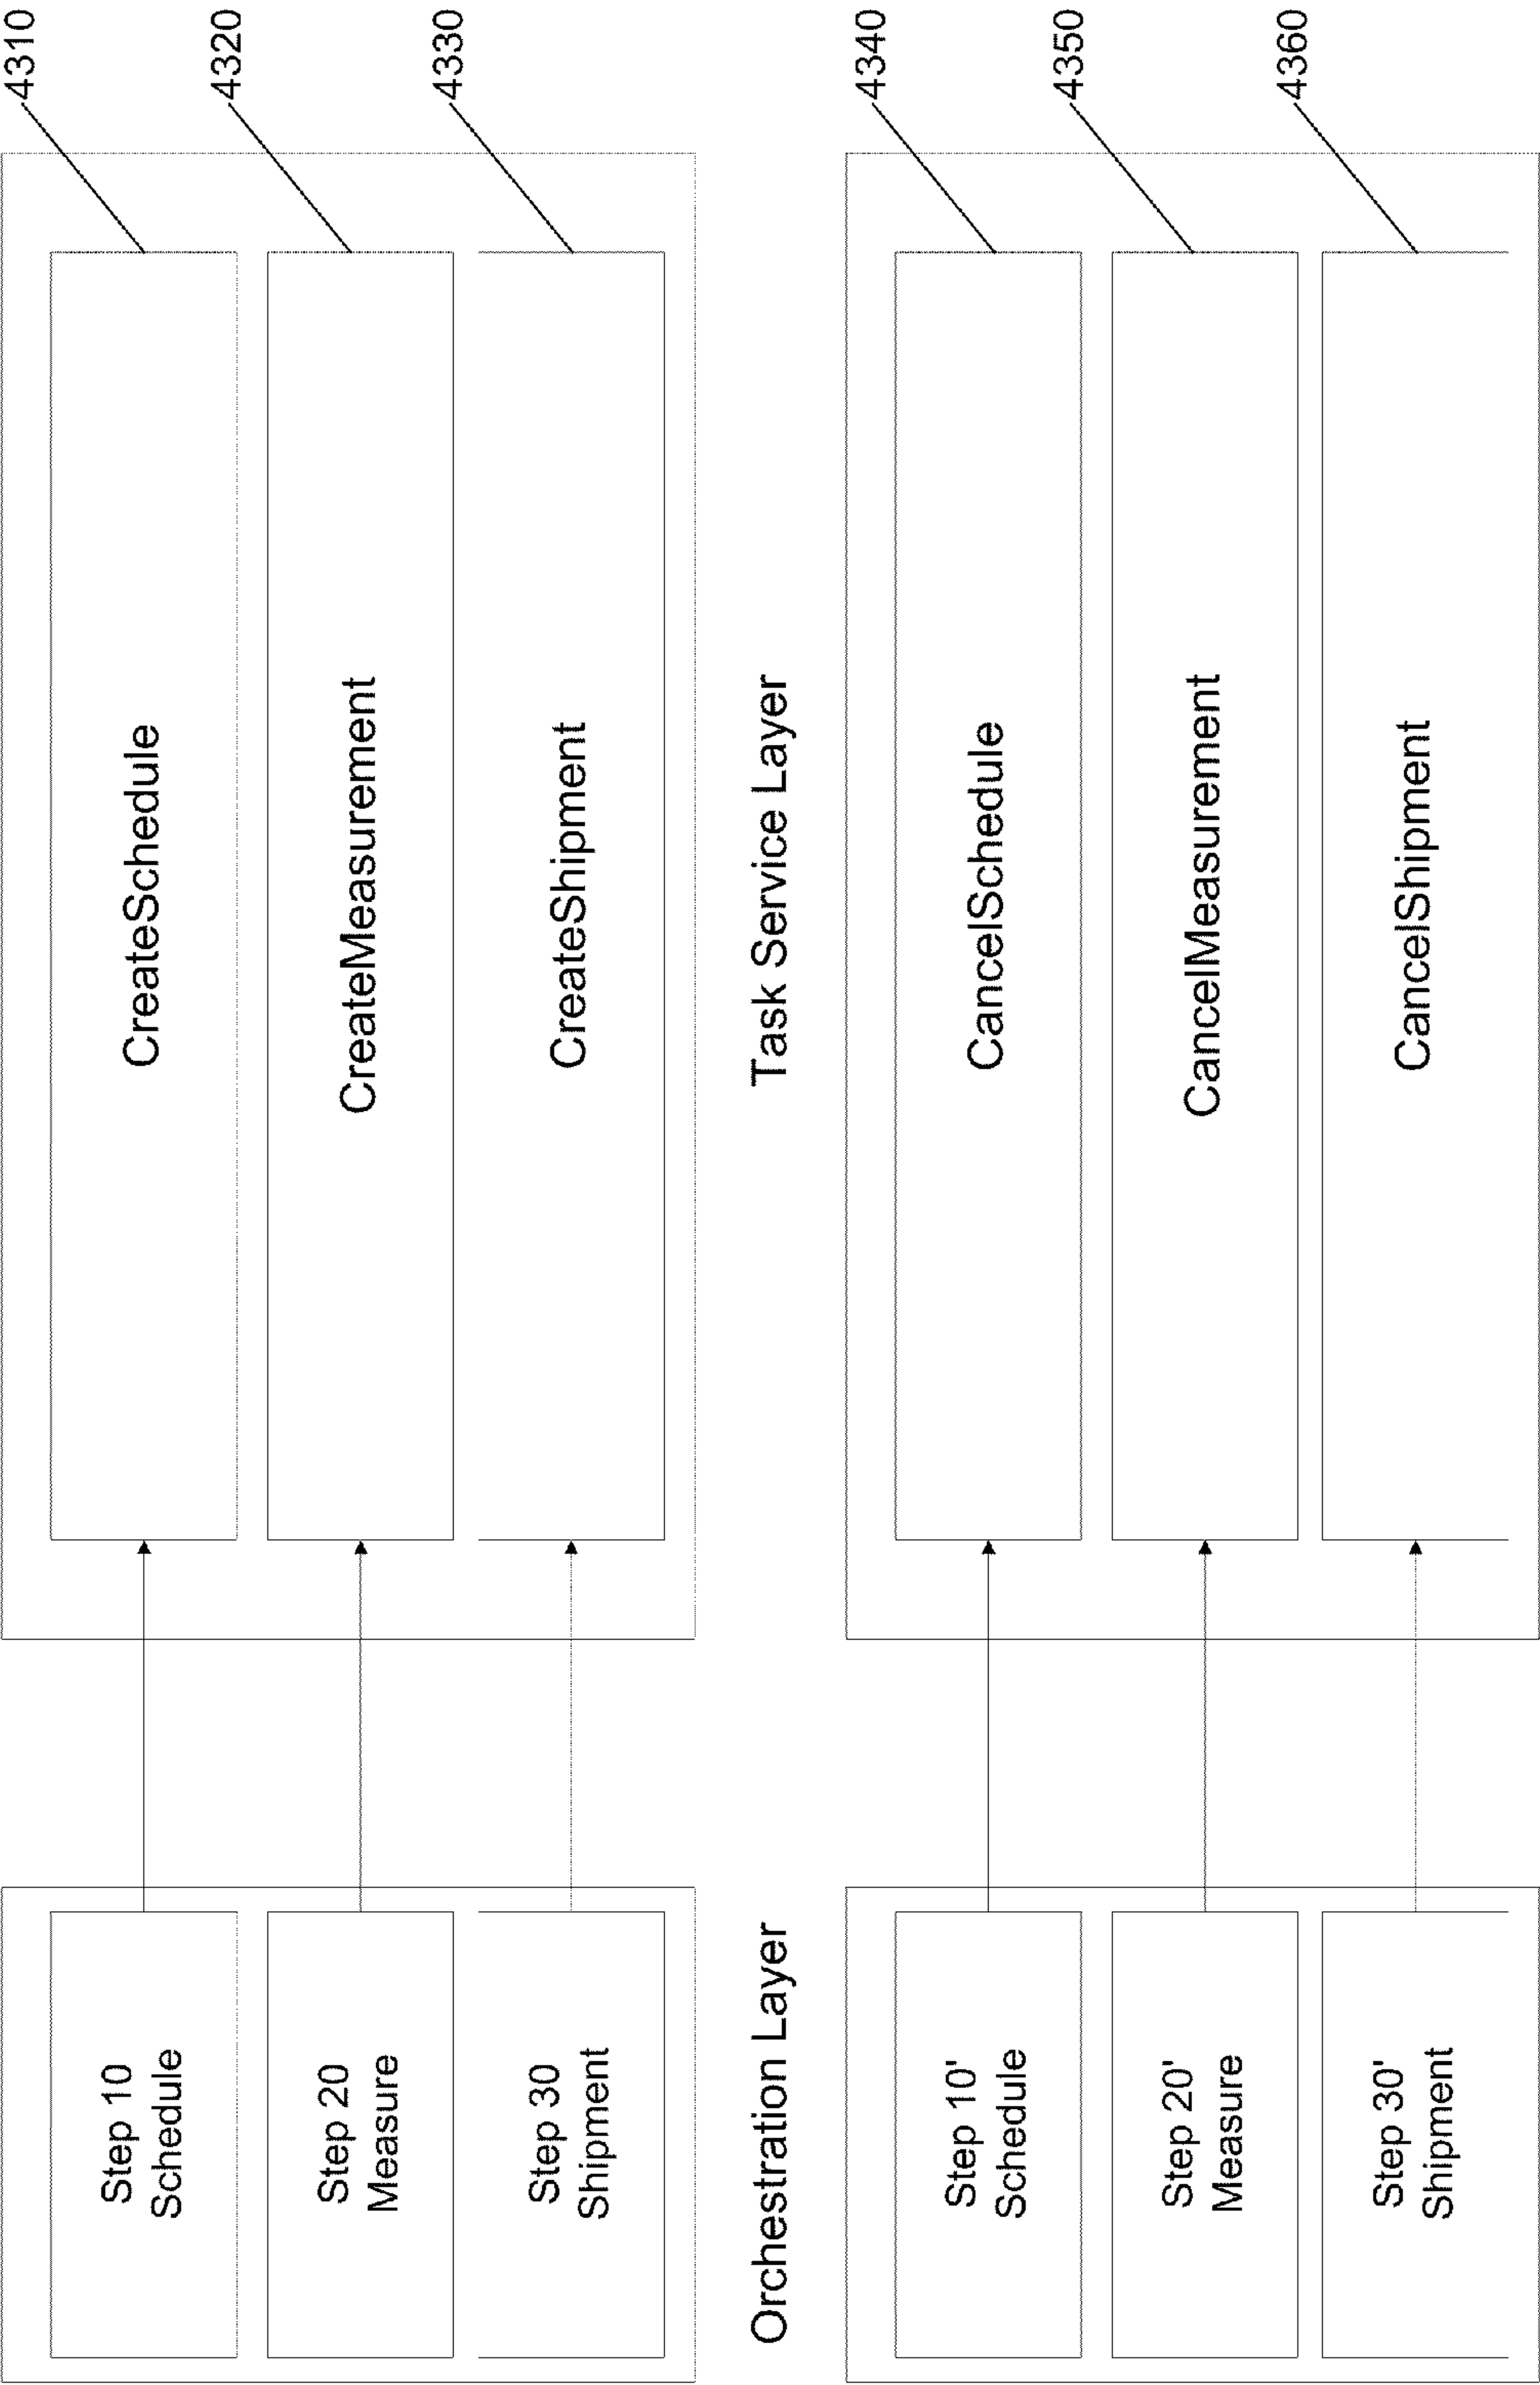 Step 10
Schedule
CreateSchedule
4310
Step 20
Measure
CreateMeasurement
4320
Step 30
Shipment
CreateShipment
4330
Orchestration Layer
Task Service Layer
Step 10'
Schedule
CancelSchedule
4340
Step 20'
Measure
CancelMeasurement
4350
Step 30'
Shipment
CancelShipment
4360